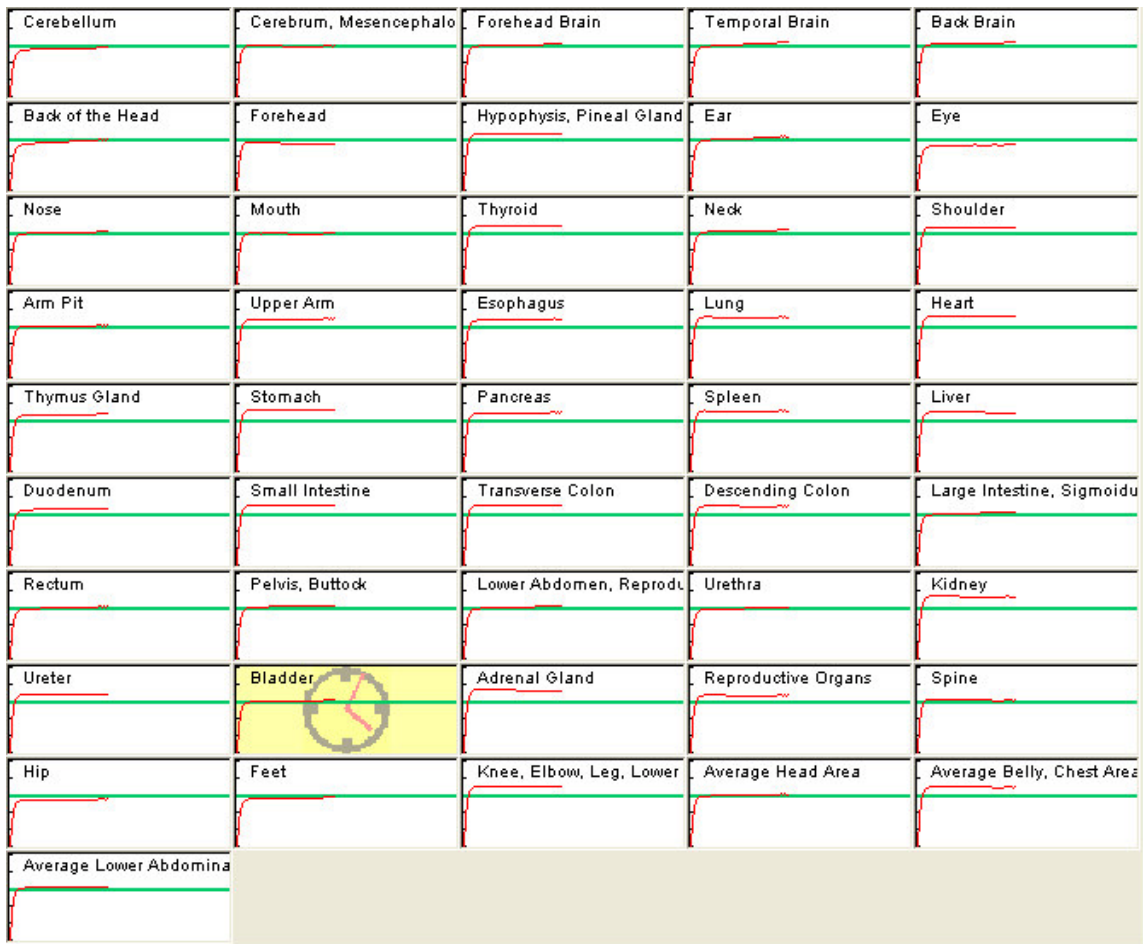 Cerebellum
Cerebrum, Mesencephalo
Forehead Brain
Temporal Brain
Back Brain
Back of the Head
Forehead
Hypophysis, Pineal Gland
Ear
Eye
Nose
Mouth
Thyroid
Neck
Shoulder
Arm Pit
Upper Arm
Esophagus
Lung
Heart
Thymus Gland
Stomach
Pancreas
Spleen
Liver
Duodenum
Small Intestine
Transverse Colon
Descending Colon
Large Intestine, Sigmoidu
Rectum
Pelvis, Buttock
Lower Abdomen, Reprodu
Urethra
Kidney
Ureter
Bladder
Adrenal Gland
Reproductive Organs
Spine
Hip
Feet
Knee, Elbow, Leg, Lower
Average Head Area
Average Belly, Chest Area
Average Lower Abdomina